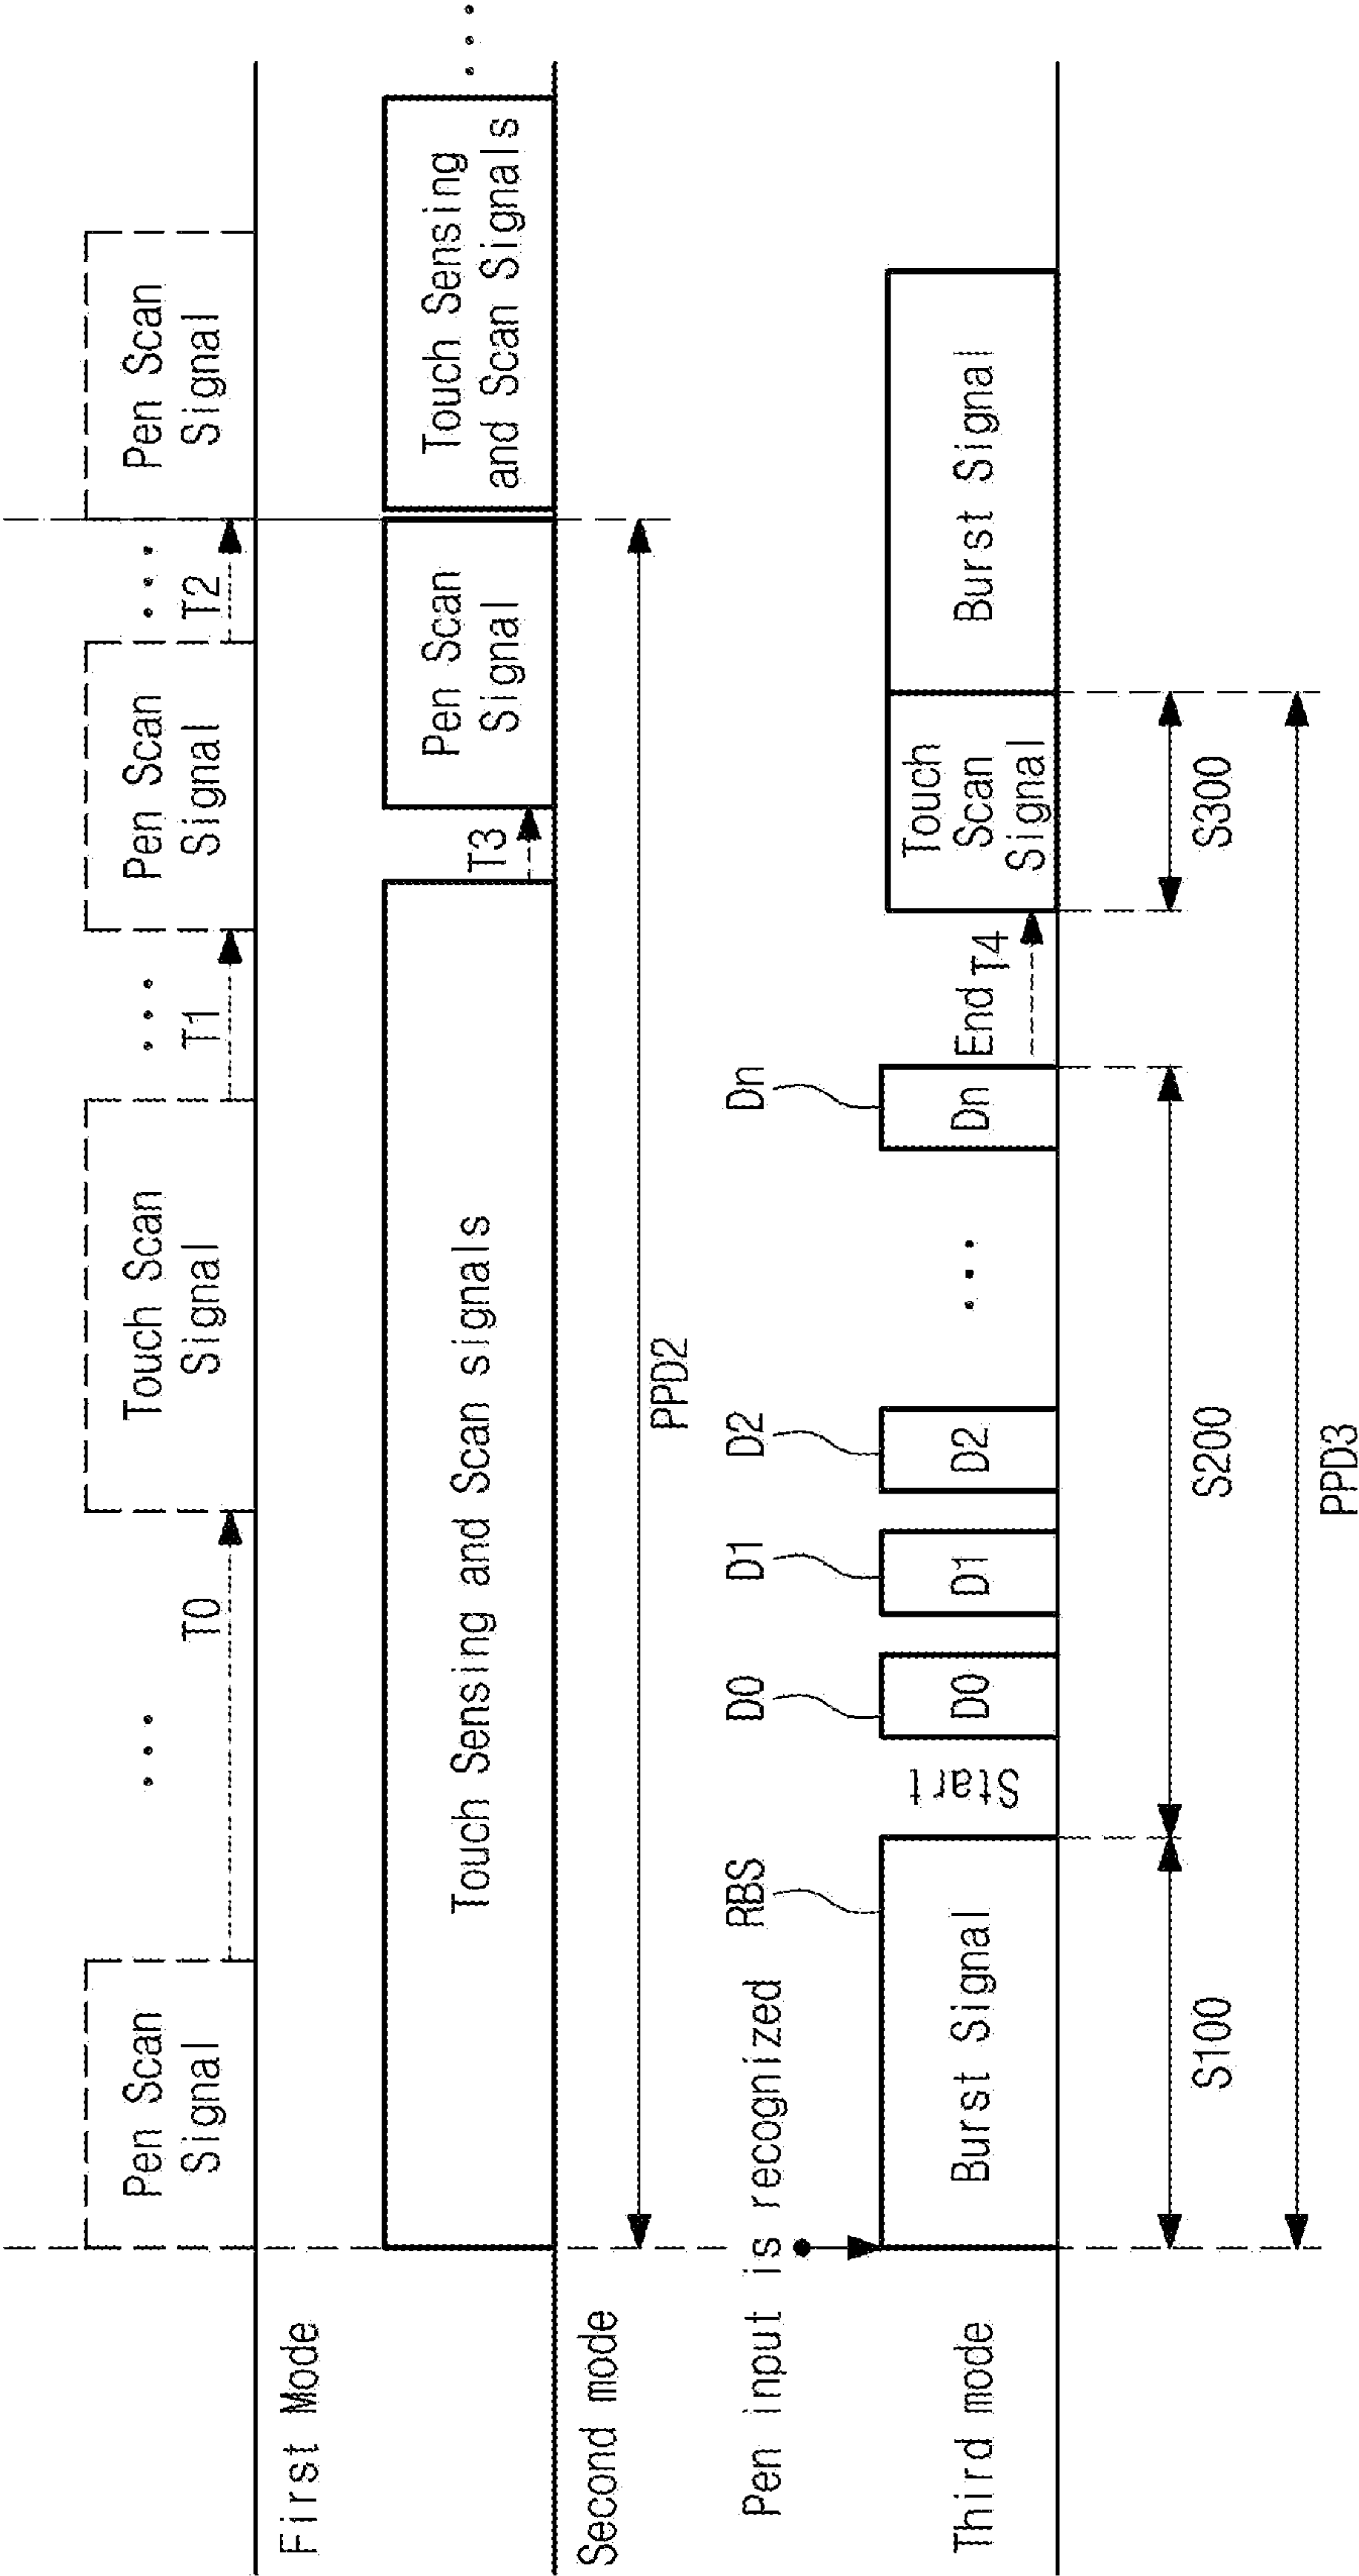 Pen Scan
Signal
• • •
T0
Touch Scan
Signal
• • •
T1
Pen Scan
Signal
• • •
T2
Pen Scan
Signal
First Mode
Touch Sensing and Scan signals
T3
Pen Scan
Signal
Touch Sensing
and Scan Signals
• • •
Second mode
PPD2
Pen input is recognized
RBS
D0
D1
D2
Dn
Third mode
Burst Signal
Start
D0
D1
D2
• • •
Dn
End
T4
Touch
Scan
Signal
Burst Signal
S100
S200
S300
PPD3